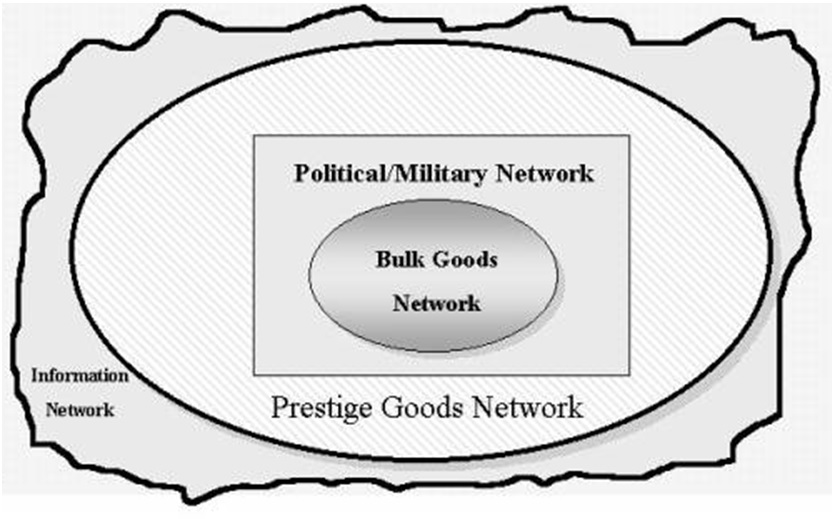 Political/Military Network
Bulk Goods
Network
Information
Network
Prestige Goods Network